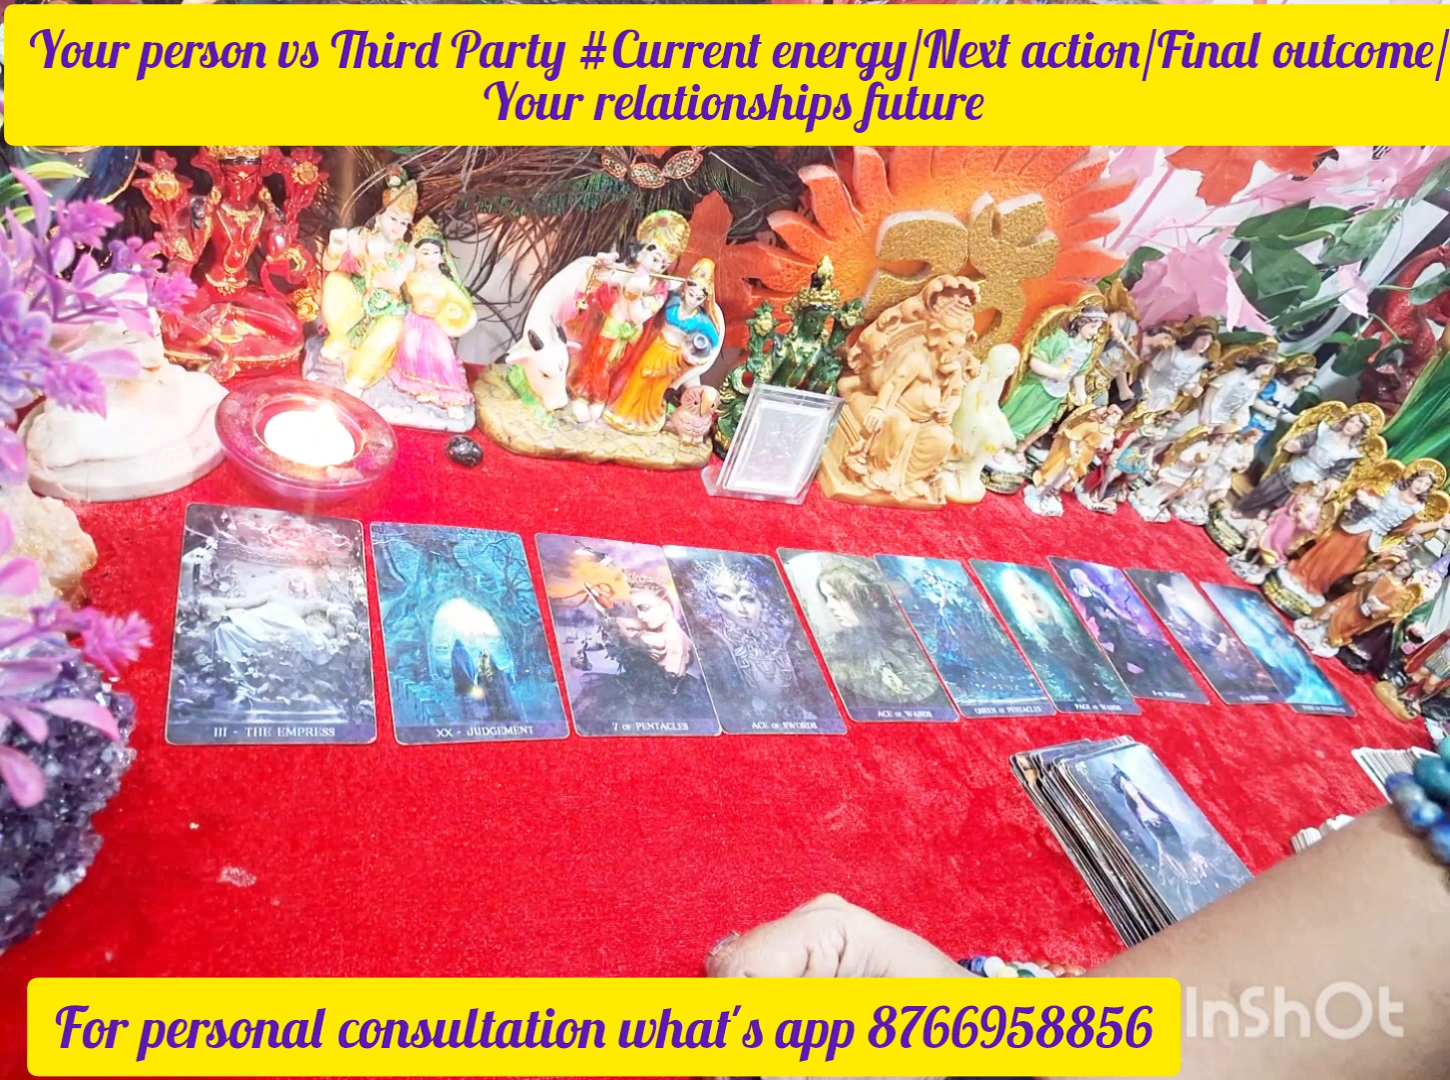 Your person vs Third Party #Current energy/Next action/Final outcome/
Your relationships future
III - THE EMPRESS
XX - JUDGEMENT
7 OF PENTACLES
ACE OF SWORDS
ACE OF WANDS
QUEEN OF PENTACLES
PAGE OF WANDS
For personal consultation what's app 8766958856
InShOt